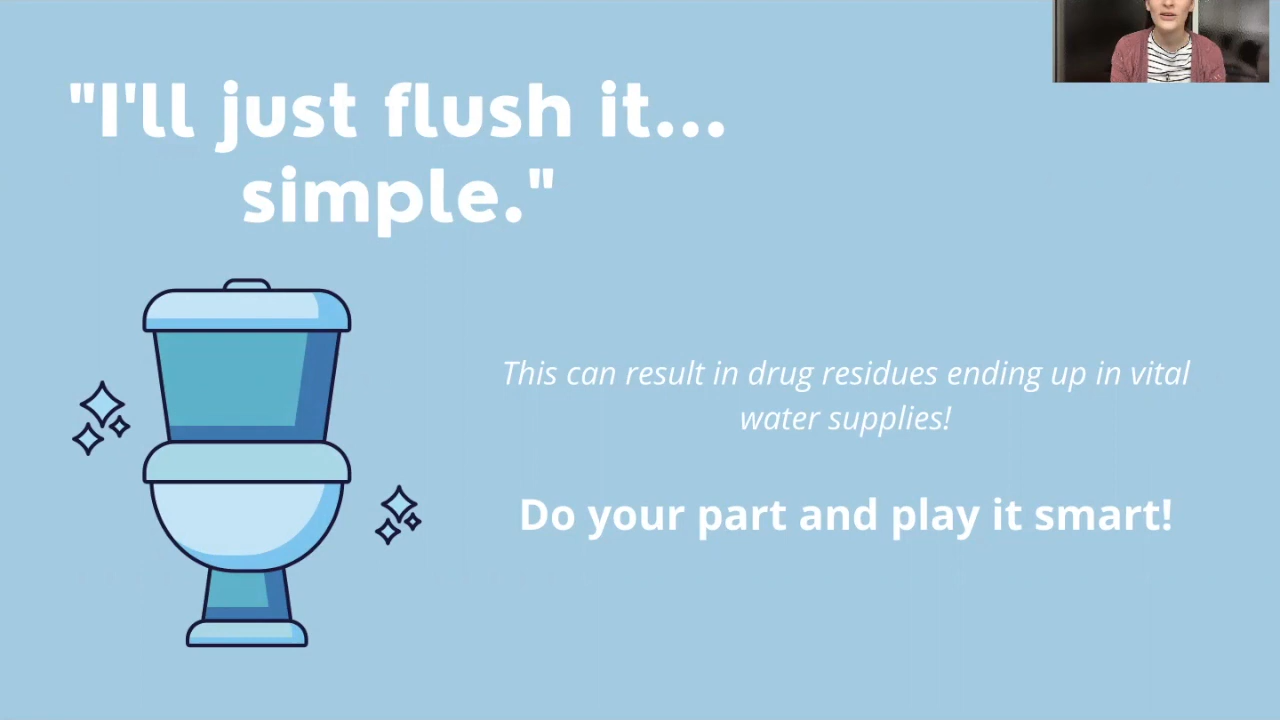 "I'll just flush it...
simple."
This can result in drug residues ending up in vital
water supplies!
Do your part and play it smart!